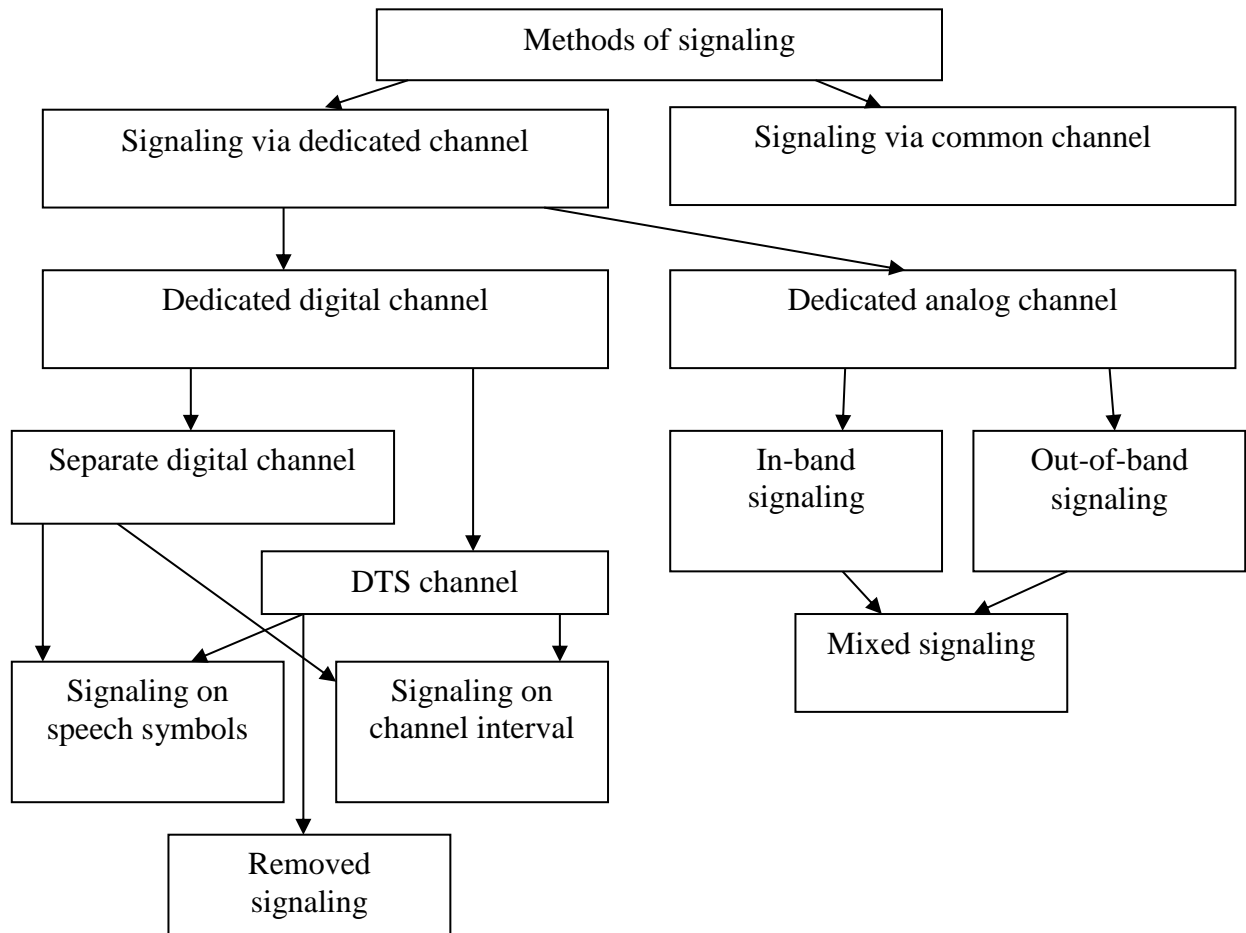 Methods of signaling
Signaling via dedicated channel
Signaling via common channel
Dedicated digital channel
Dedicated analog channel
Separate digital channel
In-band
signaling
Out-of-band
signaling
DTS channel
Mixed signaling
Signaling on
speech symbols
Signaling on
channel interval
Removed
signaling